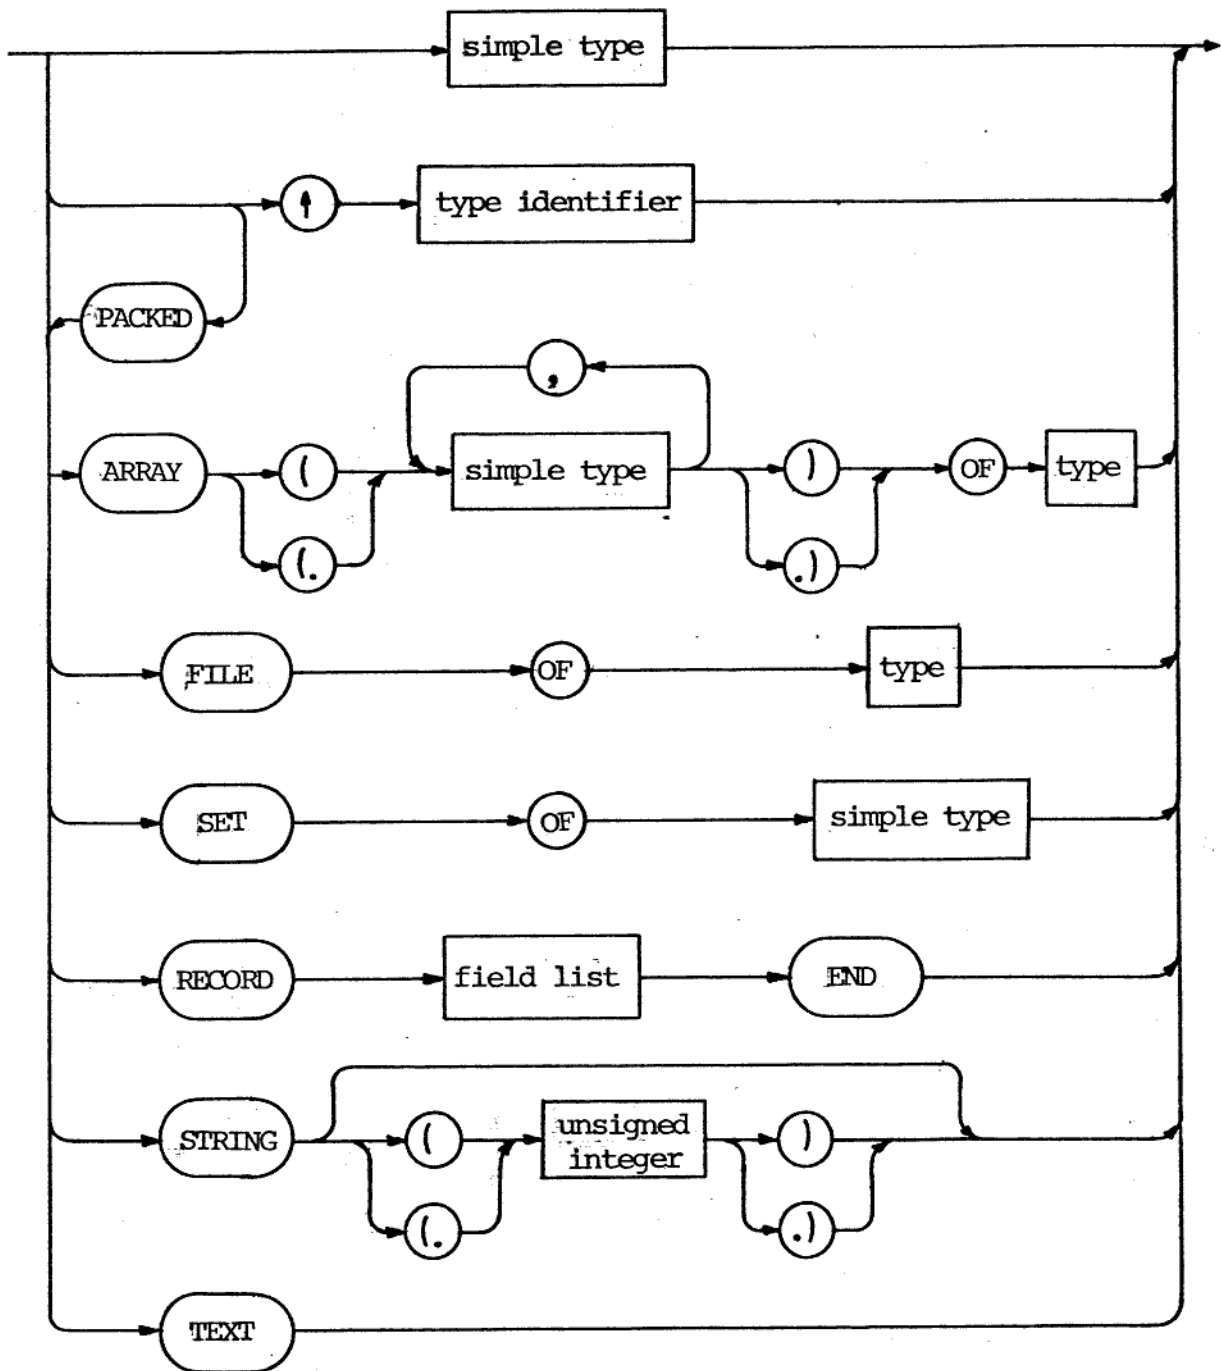 simple type
↑ type identifier
PACKED
,
ARRAY ( simple type ) OF type
(. .)
FILE OF type
SET OF simple type
RECORD field list END
STRING ( unsigned integer )
(. .)
TEXT